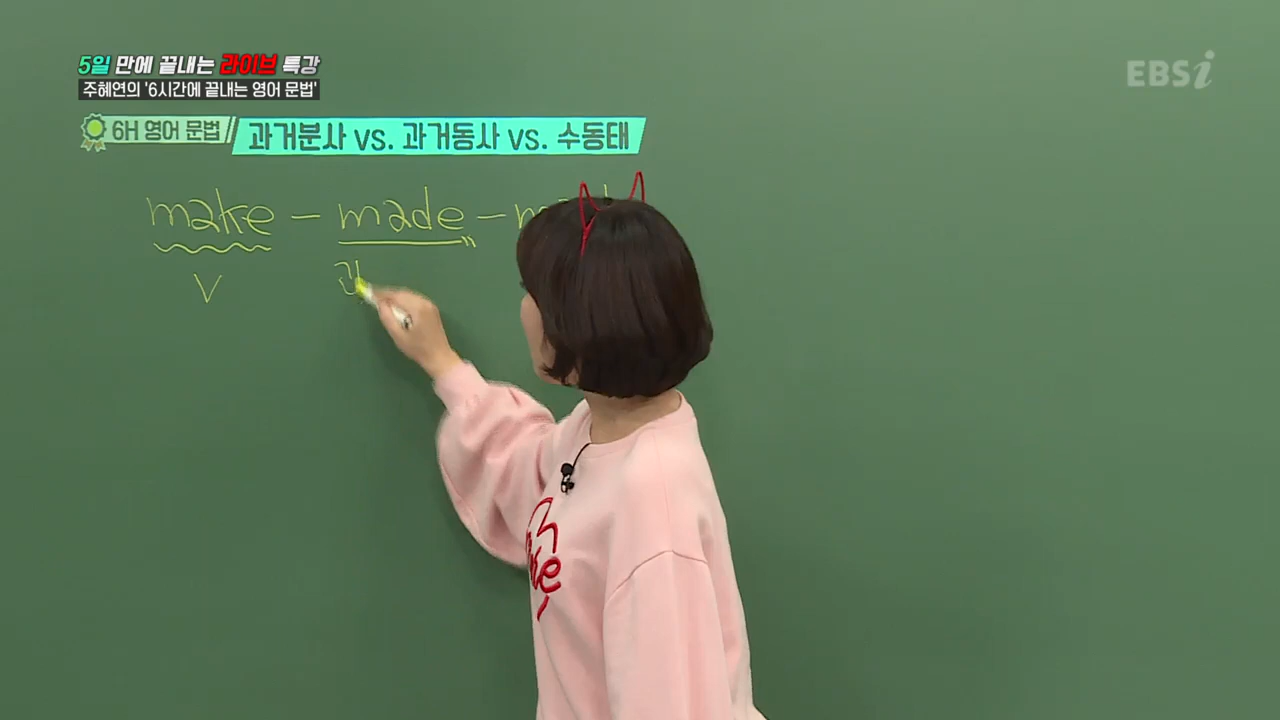 5일 만에 끝내는 라이브 특강
주혜연의 '6시간에 끝내는 영어 문법'
EBSi
6H 영어 문법
과거분사 vs. 과거동사 vs. 수동태
make - made -
V